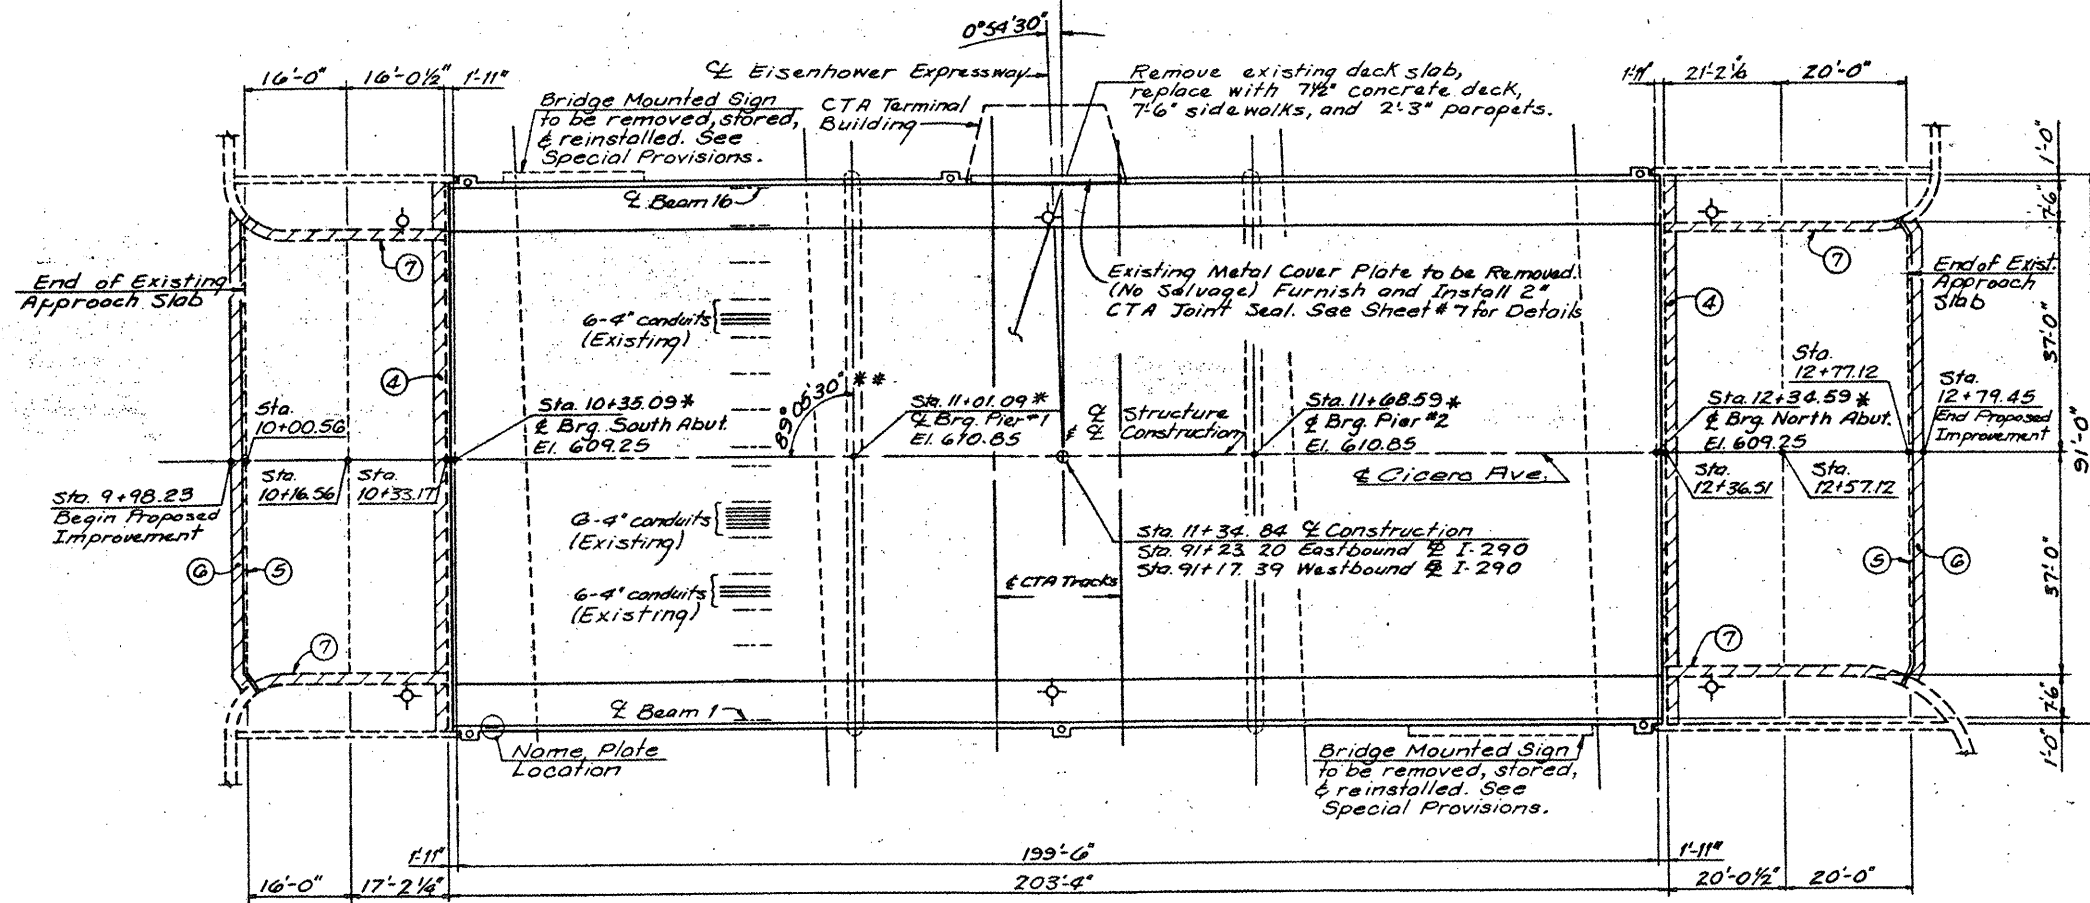 0°54'30"
16'-0" 16'-0½" 1'-11"
℄ Eisenhower Expressway
Bridge Mounted Sign
to be removed, stored,
& reinstalled. See
Special Provisions.
CTA Terminal
Building
Remove existing deck slab,
replace with 7½" concrete deck,
7'-6" sidewalks, and 2'-3" parapets.
1'-11" 21'-2⅛ 20'-0"
1'-0"
7'-6"
37'-0"
91'-0"
37'-0"
7'-6"
1'-0"
℄ Beam 16
7
7
End of Existing
Approach Slab
6-4" conduits
(Existing)
Existing Metal Cover Plate to be Removed.
(No Salvage) Furnish and Install 2"
CTA Joint Seal. See Sheet #7 for Details
4
End of Exist.
Approach
Slab
4
89°05'30" **
Sta.
10+00.56
Sta. 10+35.09*
℄ Brg. South Abut.
El. 609.25
Sta. 11+01.09*
℄ Brg. Pier #1
El. 610.85
℄ Structure
& ℄ Construction
Sta. 11+68.59*
℄ Brg. Pier #2
El. 610.85
Sta. 12+34.59*
℄ Brg. North Abut.
El. 609.25
Sta.
12+77.12
Sta.
12+79.45
End Proposed
Improvement
Sta. 9+98.23
Begin Proposed
Improvement
Sta.
10+16.56
Sta.
10+33.17
℄ Cicero Ave.
Sta.
12+36.51
Sta.
12+57.12
6-4" conduits
(Existing)
Sta. 11+34.84 ℄ Construction
Sta. 91+23.20 Eastbound ℄ I-290
Sta. 91+17.39 Westbound ℄ I-290
6
5
5
6
6-4" conduits
(Existing)
℄ CTA Tracks
7
7
℄ Beam 1
Name Plate
Location
Bridge Mounted Sign
to be removed, stored,
& reinstalled. See
Special Provisions.
1'-11" 199'-6" 1'-11"
16'-0" 17'-2¼" 203'-4" 20'-0½" 20'-0"